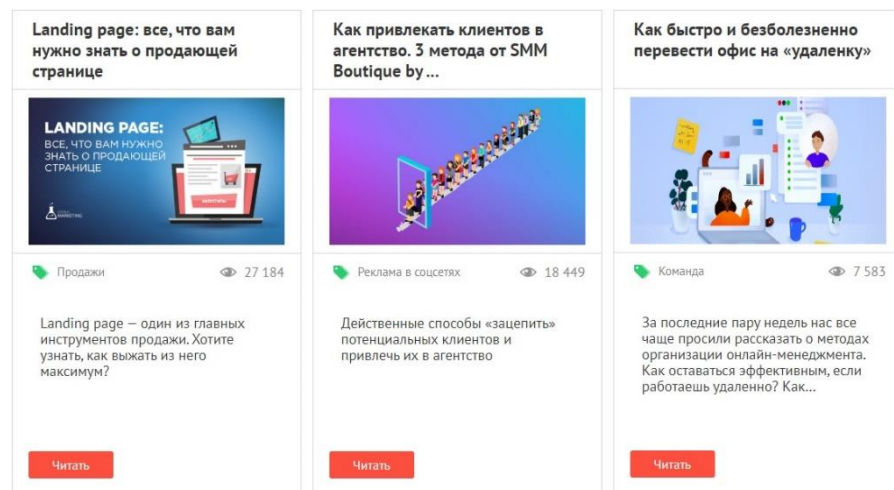 Landing page: все, что вам
нужно знать о продающей
странице
LANDING PAGE:
ВСЕ, ЧТО ВАМ НУЖНО
ЗНАТЬ О ПРОДАЮЩЕЙ
СТРАНИЦЕ
MARKETING
Продажи
27 184
Landing page — один из главных
инструментов продажи. Хотите
узнать, как выжать из него
максимум?
Читать
Как привлекать клиентов в
агентство. 3 метода от SMM
Boutique by ...
Реклама в соцсетях
18 449
Действенные способы «зацепить»
потенциальных клиентов и
привлечь их в агентство
Читать
Как быстро и безболезненно
перевести офис на «удаленку»
Команда
7 583
За последние пару недель нас все
чаще просили рассказать о методах
организации онлайн-менеджмента.
Как оставаться эффективным, если
работаешь удаленно? Как...
Читать